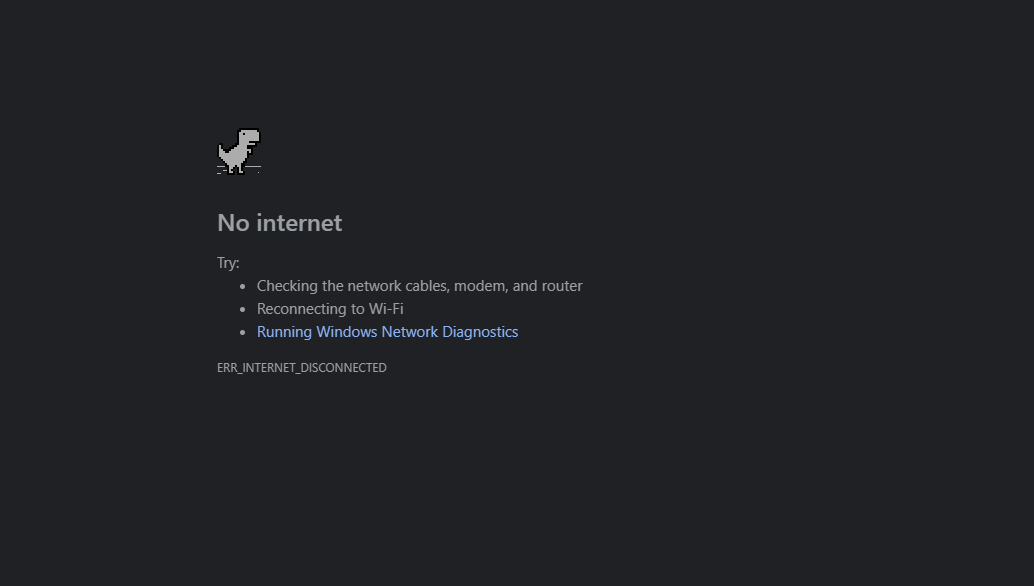 No internet
Try:
Checking the network cables, modem, and router
Reconnecting to Wi-Fi
Running Windows Network Diagnostics
ERR_INTERNET_DISCONNECTED